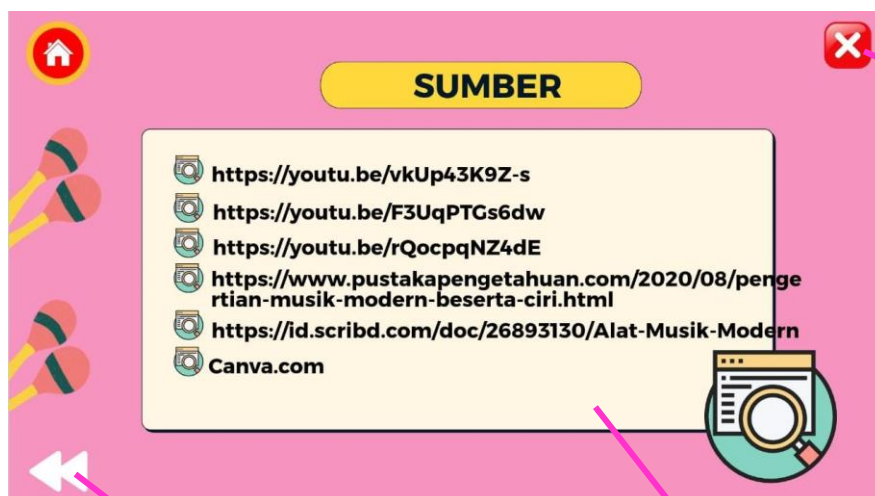 SUMBER
https://youtu.be/vkUp43K9Z-s
https://youtu.be/F3UqPTGs6dw
https://youtu.be/rQocpqNZ4dE
https://www.pustakapengetahuan.com/2020/08/penge
rtian-musik-modern-beserta-ciri.html
https://id.scribd.com/doc/26893130/Alat-Musik-Modern
Canva.com